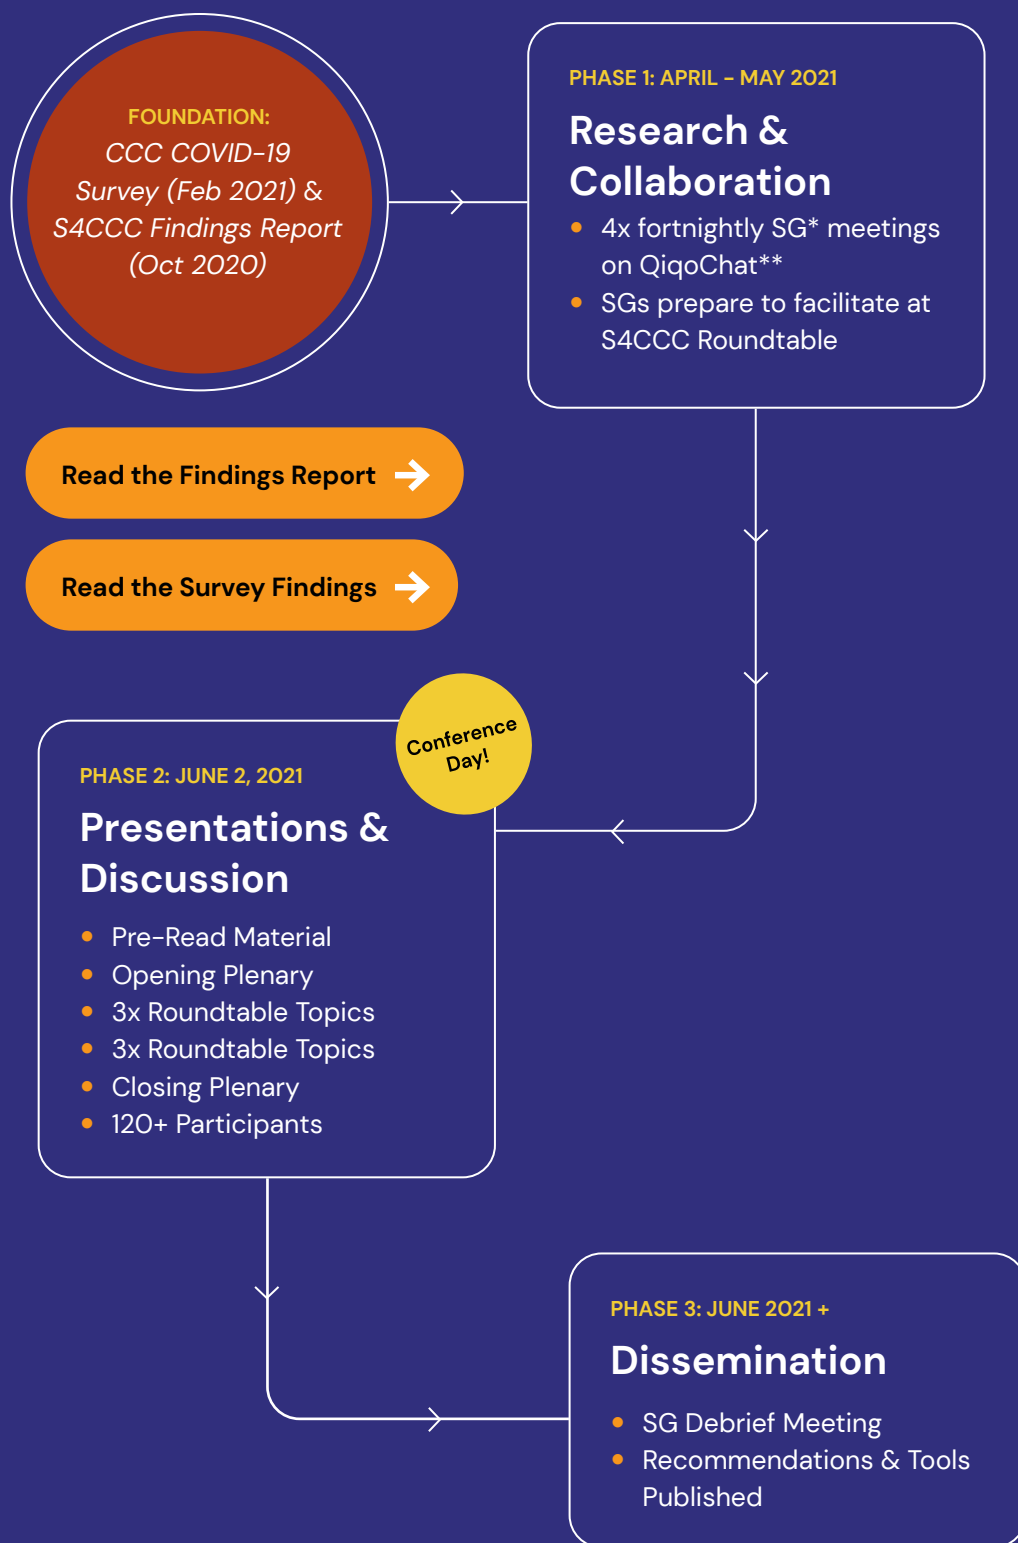 FOUNDATION:
CCC COVID-19
Survey (Feb 2021) &
S4CCC Findings Report
(Oct 2020)
PHASE 1: APRIL - MAY 2021
Research &
Collaboration
4x fortnightly SG* meetings
on QiqoChat**
SGs prepare to facilitate at
S4CCC Roundtable
Read the Findings Report
Read the Survey Findings
Conference
Day!
PHASE 2: JUNE 2, 2021
Presentations &
Discussion
Pre-Read Material
Opening Plenary
3x Roundtable Topics
3x Roundtable Topics
Closing Plenary
120+ Participants
PHASE 3: JUNE 2021 +
Dissemination
SG Debrief Meeting
Recommendations & Tools
Published